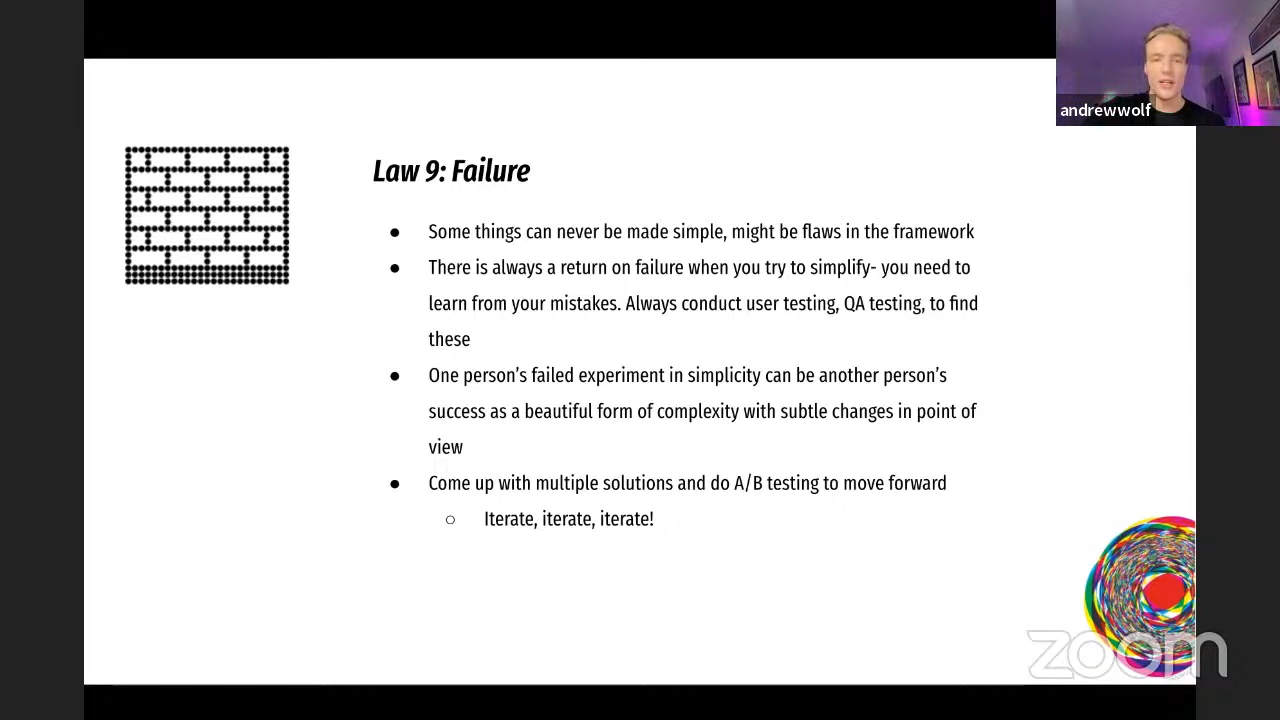 andrewwolf
Law 9: Failure
● Some things can never be made simple, might be flaws in the framework
● There is always a return on failure when you try to simplify- you need to
learn from your mistakes. Always conduct user testing, QA testing, to find
these
● One person’s failed experiment in simplicity can be another person’s
success as a beautiful form of complexity with subtle changes in point of
view
● Come up with multiple solutions and do A/B testing to move forward
○ Iterate, iterate, iterate!
zoom